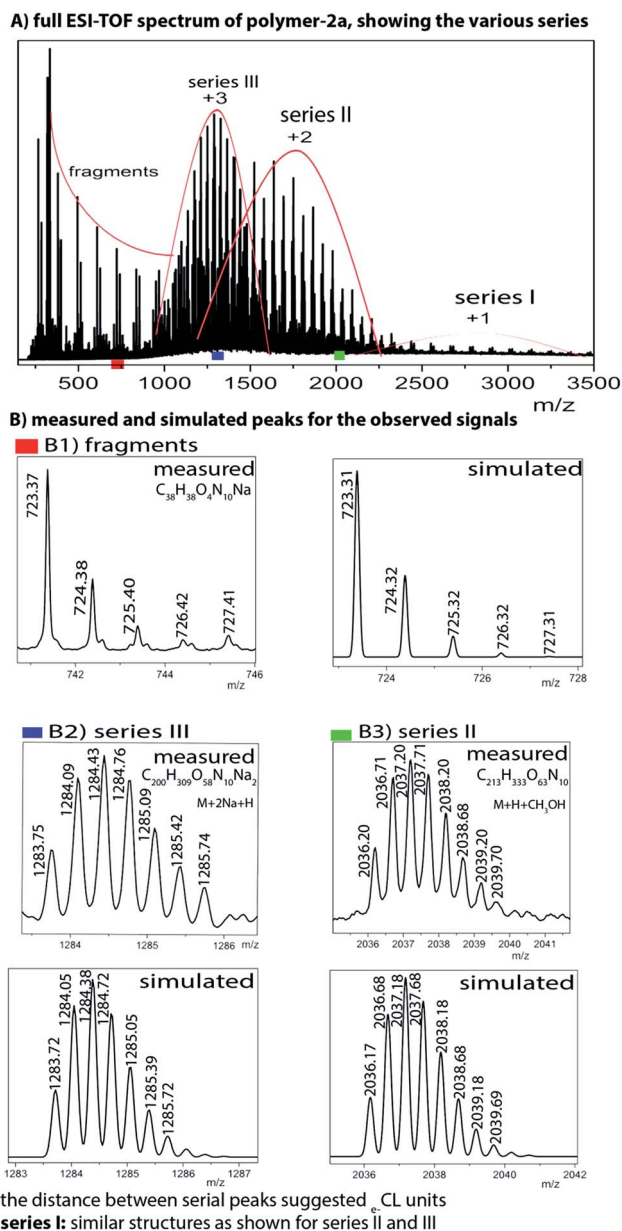 A) full ESI-TOF spectrum of polymer-2a, showing the various series
series III
+3
series II
+2
fragments
series I
+1
500 1000 1500 2000 2500 3000 3500
m/z
B) measured and simulated peaks for the observed signals
B1) fragments
measured
C38H38O4N10Na
723.37
724.38
725.40
726.42
727.41
742 744 746
m/z
simulated
723.31
724.32
725.32
726.32
727.31
724 726 728
m/z
B2) series III
measured
C200H309O58N10Na2
M+2Na+H
1283.75
1284.09
1284.43
1284.76
1285.09
1285.42
1285.74
1284 1285 1286 m/z
B3) series II
measured
C213H333O63N10
M+H+CH3OH
2036.20
2036.71
2037.20
2037.71
2038.20
2038.68
2039.20
2039.70
2036 2037 2038 2039 2040 2041
m/z
simulated
1283.72
1284.05
1284.38
1284.72
1285.05
1285.39
1285.72
1283 1284 1285 1286 1287
m/z
simulated
2036.17
2036.68
2037.18
2037.68
2038.18
2038.68
2039.18
2039.69
2036 2038 2040 2042
m/z
the distance between serial peaks suggested e-CL units
series I: similar structures as shown for series II and III